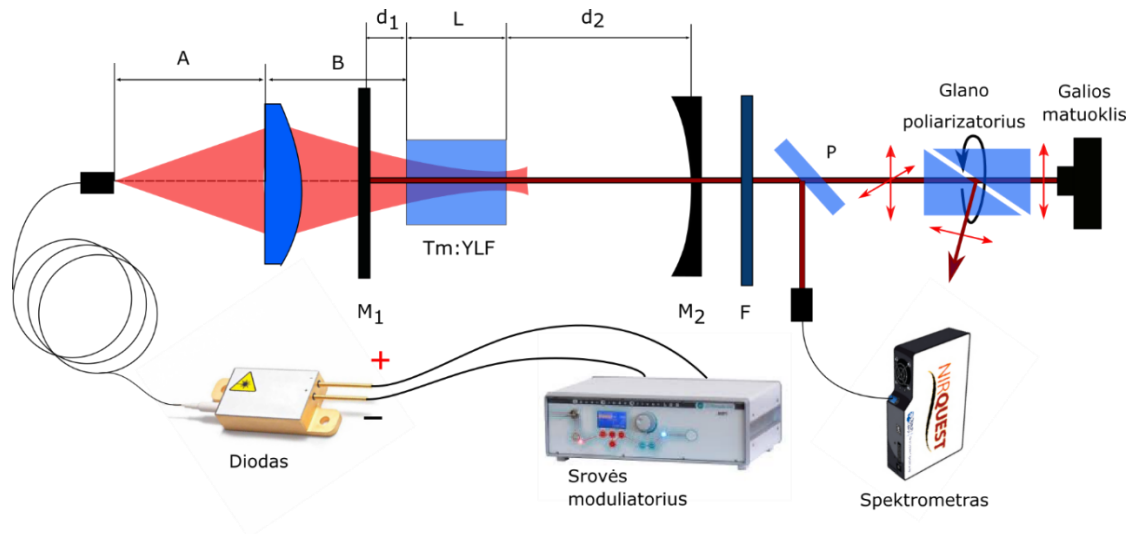 d1
L
d2
A
B
Glano
poliarizatorius
Galios
matuoklis
P
Tm:YLF
M1
M2
F
+
−
Diodas
Srovės
moduliatorius
NIRQUEST
Spektrometras